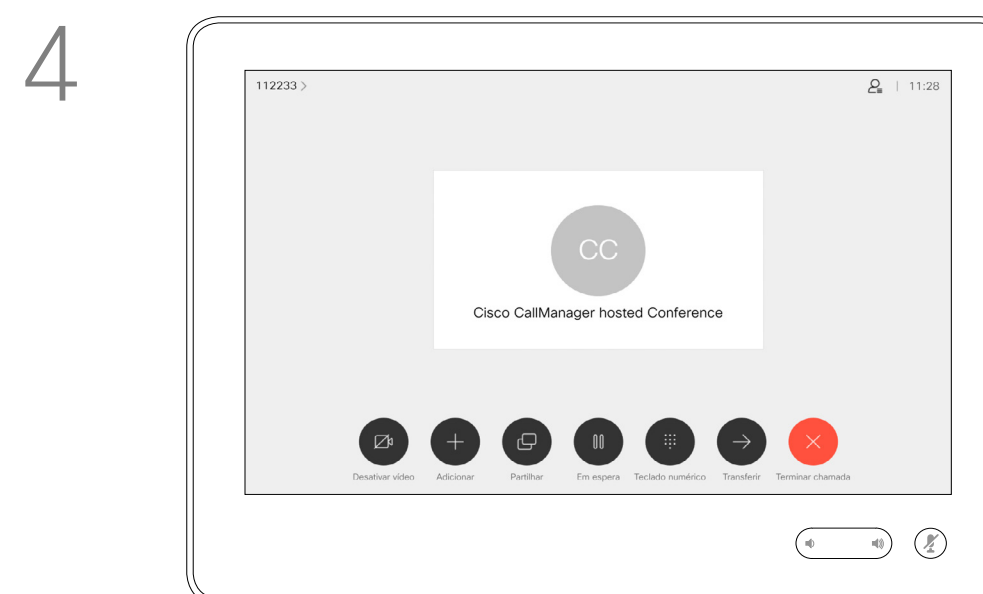 4
112233 >
| 11:28
CC
Cisco CallManager hosted Conference
Desativar vídeo Adicionar Partilhar Em espera Teclado numérico Transferir Terminar chamada